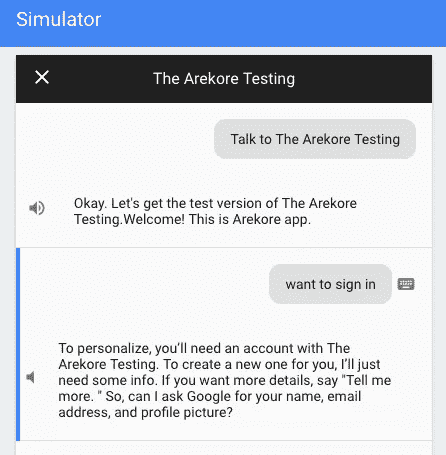 Simulator
The Arekore Testing
Talk to The Arekore Testing
Okay. Let's get the test version of The Arekore
Testing.Welcome! This is Arekore app.
want to sign in
To personalize, you’ll need an account with The
Arekore Testing. To create a new one for you, I’ll just
need some info. If you want more details, say "Tell me
more. " So, can I ask Google for your name, email
address, and profile picture?